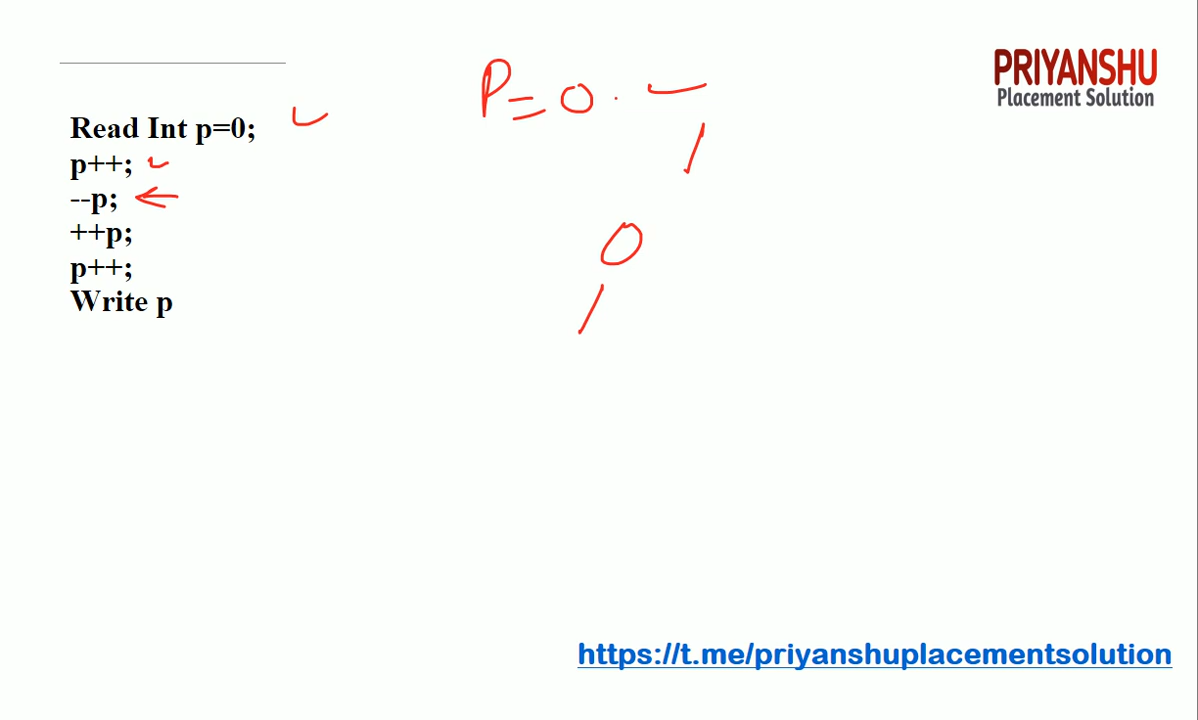 PRIYANSHU
Placement Solution
P=0.
1
Read Int p=0;
p++;
--p;
++p;
p++;
Write p
0
1
https://t.me/priyanshuplacementsolution